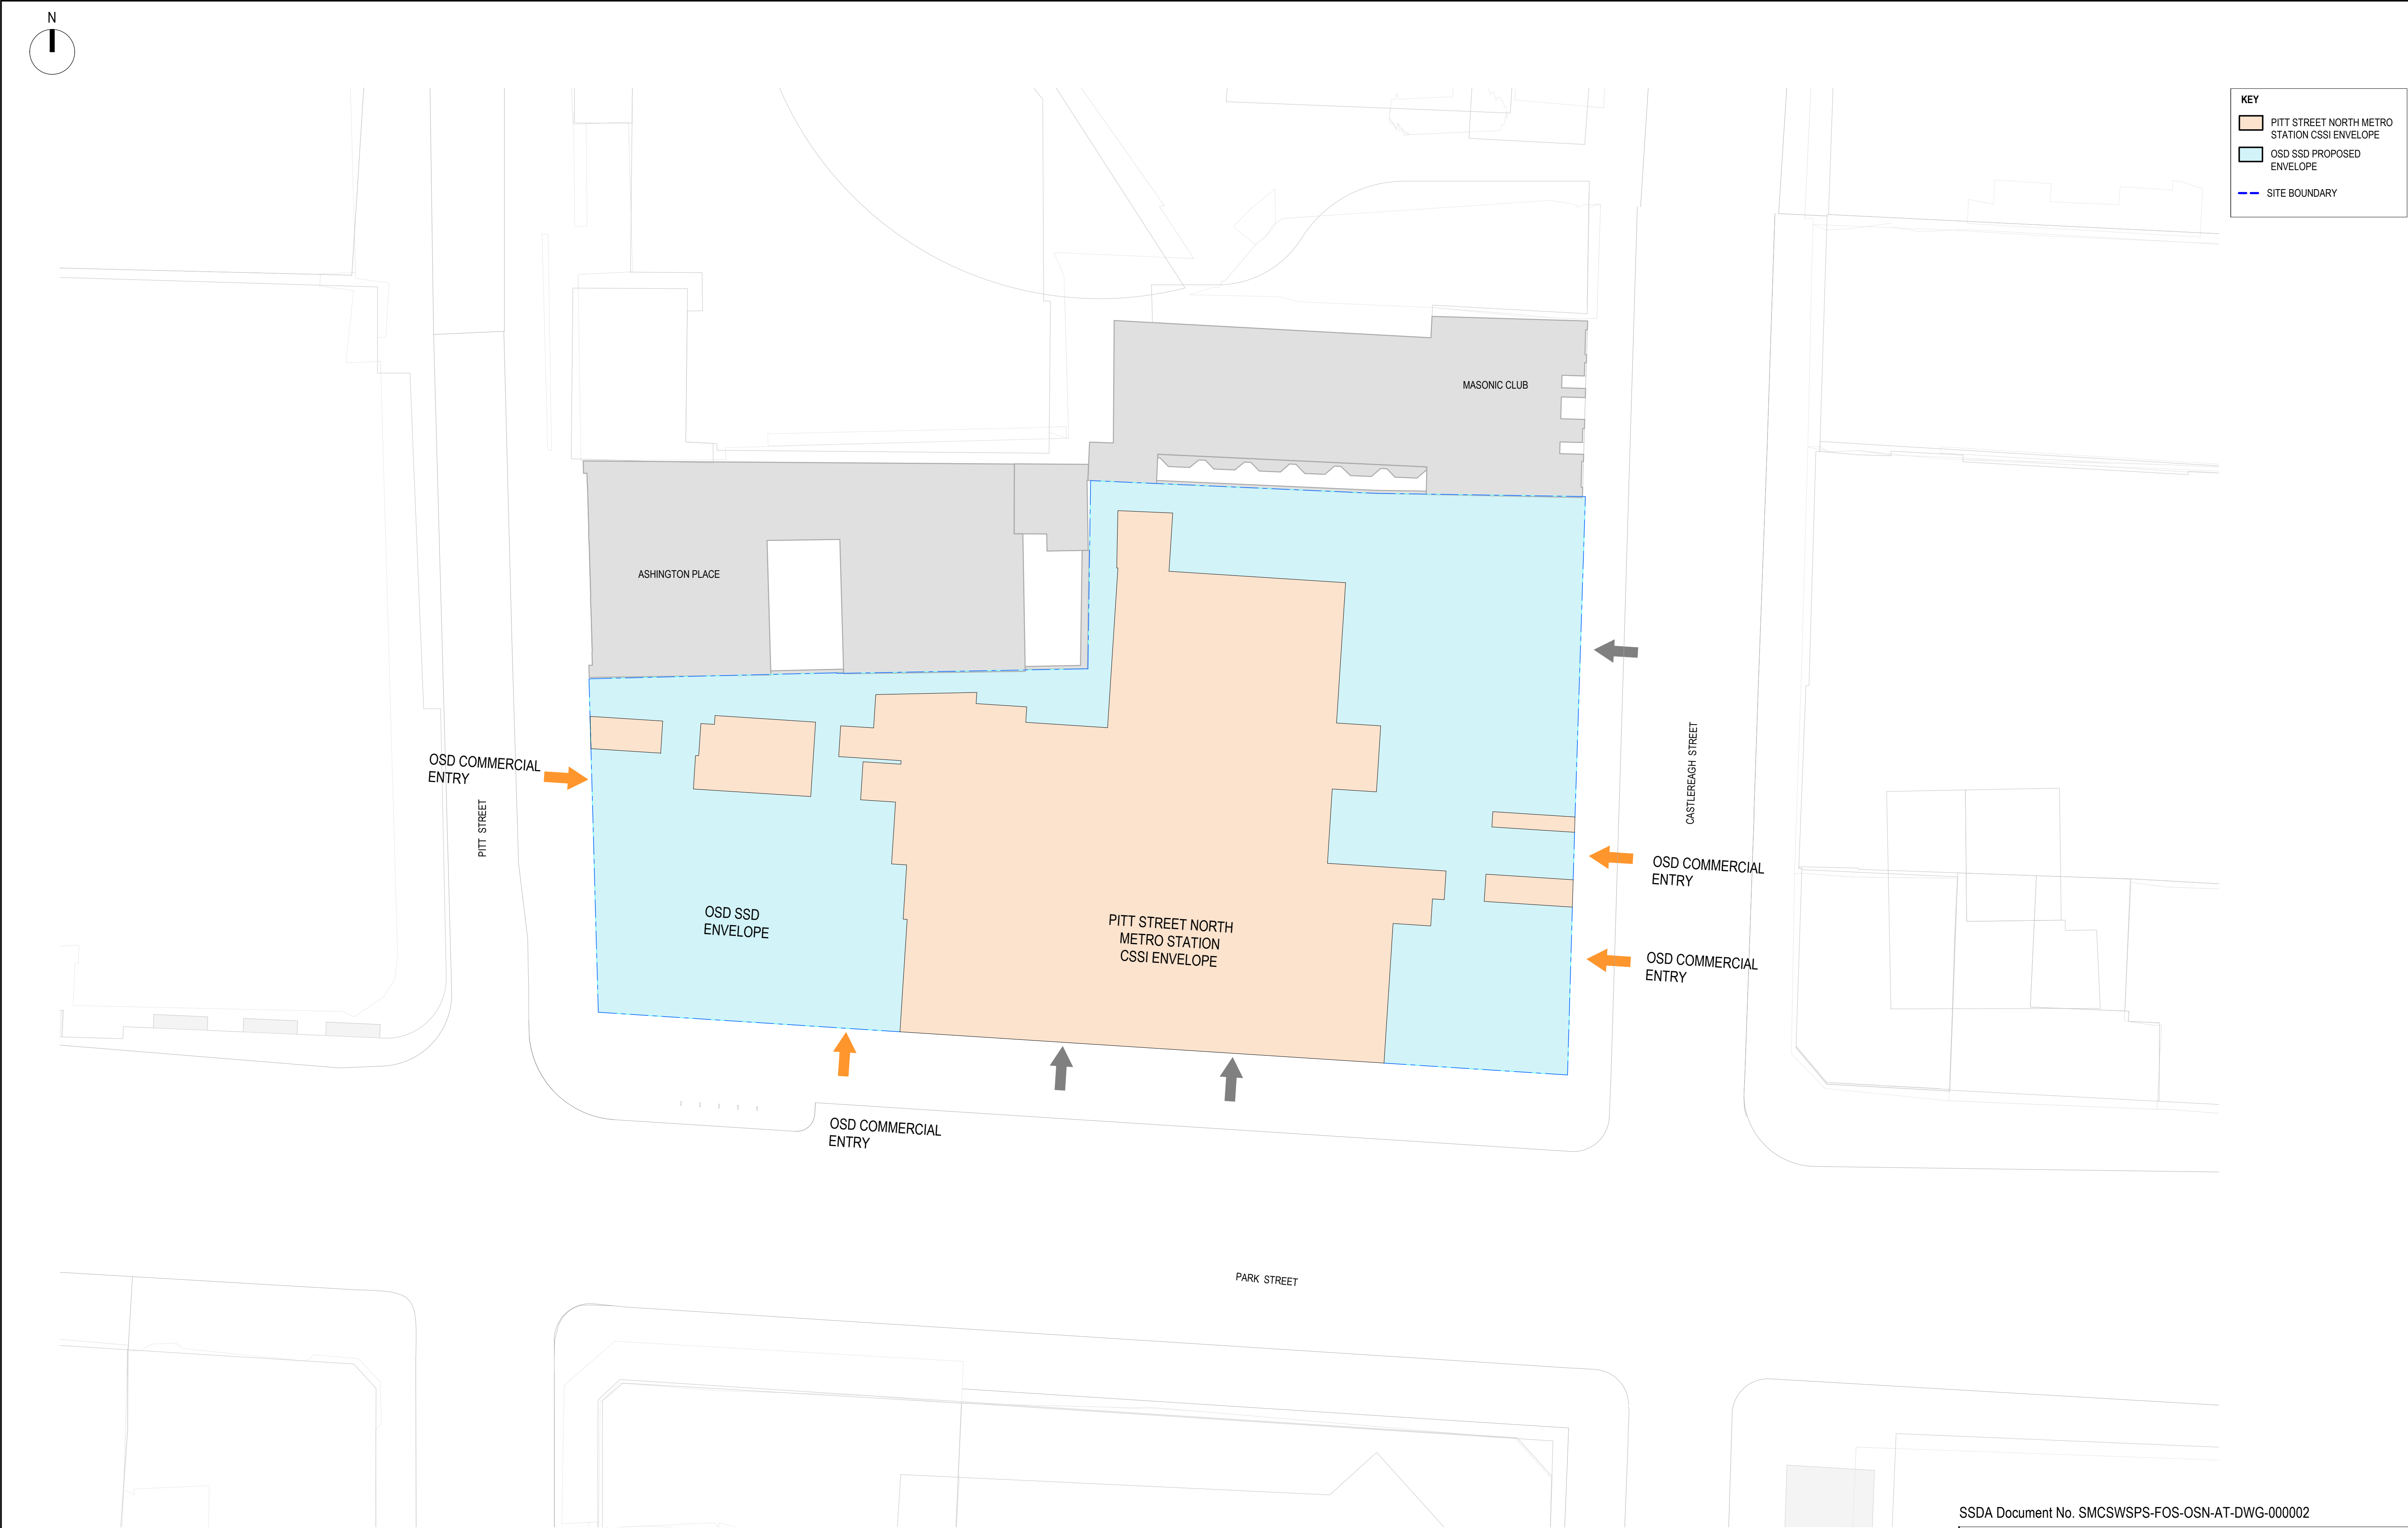 N
KEY
PITT STREET NORTH METRO
STATION CSSI ENVELOPE
OSD SSD PROPOSED
ENVELOPE
SITE BOUNDARY
MASONIC CLUB
ASHINGTON PLACE
OSD COMMERCIAL
ENTRY
PITT STREET
CASTLEREAGH STREET
OSD COMMERCIAL
ENTRY
OSD SSD
ENVELOPE
PITT STREET NORTH
METRO STATION
CSSI ENVELOPE
OSD COMMERCIAL
ENTRY
OSD COMMERCIAL
ENTRY
PARK STREET
SSDA Document No. SMCSWSPS-FOS-OSN-AT-DWG-000002